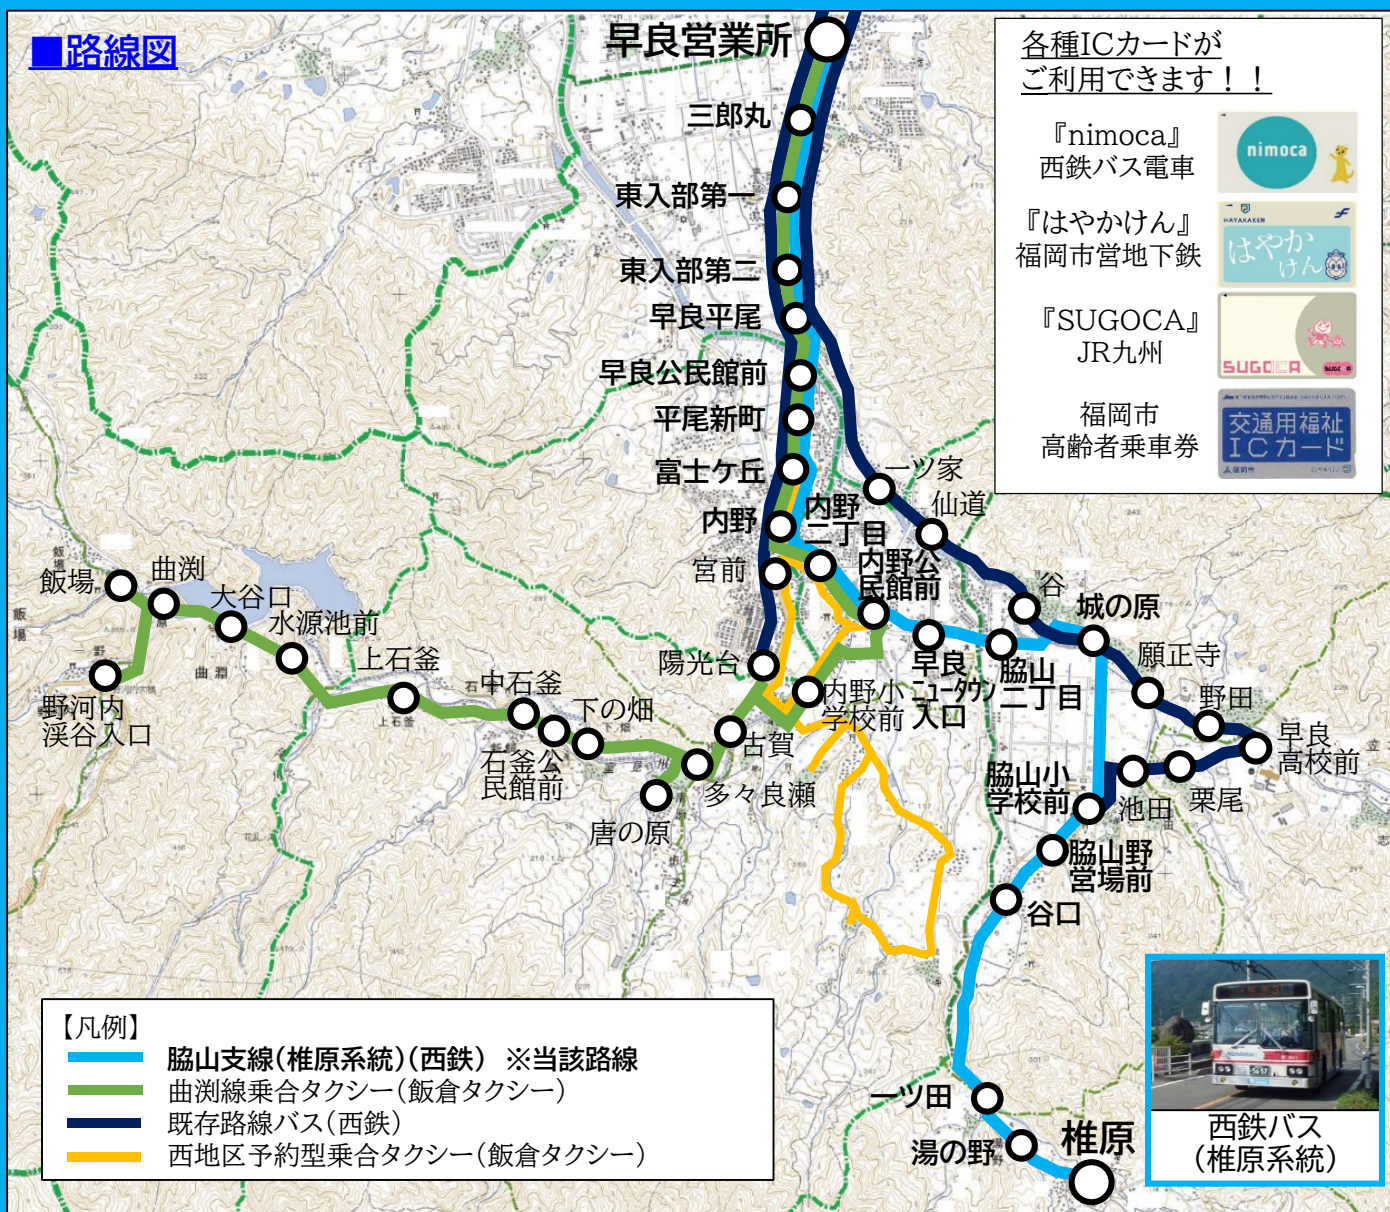 ■路線図
早良営業所
三郎丸
東入部第一
東入部第二
早良平尾
早良公民館前
平尾新町
富士ケ丘
内野
宮前
陽光台
内野
二丁目
内野公
民館前
早良
ニュータウン
入口
脇山
二丁目
城の原
一ツ家
仙道
谷
願正寺
野田
早良
高校前
栗尾
池田
脇山小
学校前
脇山野
営場前
谷口
一ツ田
湯の野
椎原
内野小
学校前
古賀
多々良瀬
唐の原
下の畑
石釜公
民館前
中石釜
上石釜
水源池前
大谷口
曲渕
飯場
野河内
渓谷入口
各種ICカードが
ご利用できます！！
『nimoca』
西鉄バス電車
nimoca
『はやかけん』
福岡市営地下鉄
HAYAKAKEN
はやか
けん
『SUGOCA』
JR九州
SUGOCA
SUGOCA
福岡市
高齢者乗車券
交通用福祉
ICカード
【凡例】
脇山支線(椎原系統)(西鉄) ※当該路線
曲渕線乗合タクシー(飯倉タクシー)
既存路線バス(西鉄)
西地区予約型乗合タクシー(飯倉タクシー)
西鉄バス
(椎原系統)
飯場
曲淵
上石釜